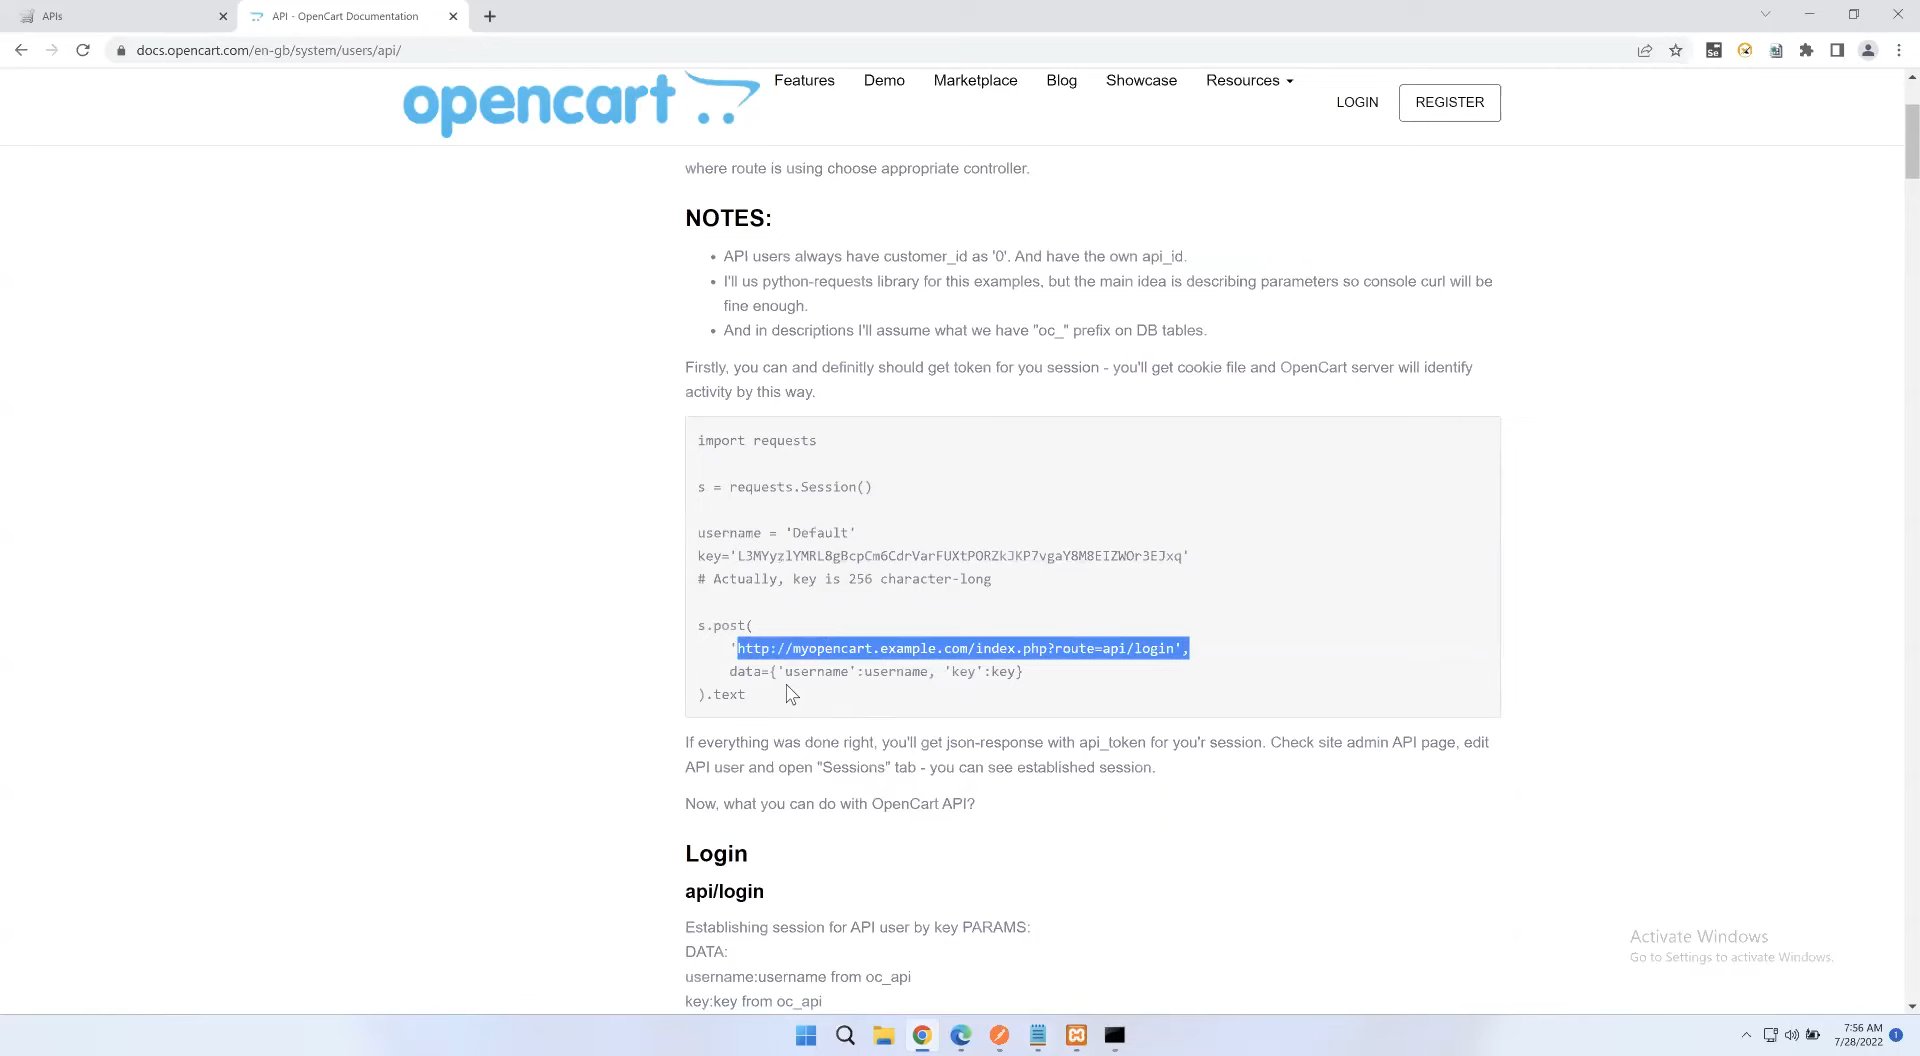 APIs
API - OpenCart Documentation
docs.opencart.com/en-gb/system/users/api/
opencart
Features Demo Marketplace Blog Showcase Resources
LOGIN REGISTER
where route is using choose appropriate controller.
NOTES:
• API users always have customer_id as '0'. And have the own api_id.
• I'll us python-requests library for this examples, but the main idea is describing parameters so console curl will be
fine enough.
• And in descriptions I'll assume what we have "oc_" prefix on DB tables.
Firstly, you can and definitly should get token for you session - you'll get cookie file and OpenCart server will identify
activity by this way.
import requests
s = requests.Session()
username = 'Default'
key='L3MYyzlYMRL8gBcpCm6CdrVarFUXtPORZkJKP7vgaY8M8EIZWOr3EJxq'
# Actually, key is 256 character-long
s.post(
'http://myopencart.example.com/index.php?route=api/login',
data={'username':username, 'key':key}
).text
If everything was done right, you'll get json-response with api_token for you'r session. Check site admin API page, edit
API user and open "Sessions" tab - you can see established session.
Now, what you can do with OpenCart API?
Login
api/login
Establishing session for API user by key PARAMS:
DATA:
username:username from oc_api
key:key from oc_api
Activate Windows
Go to Settings to activate Windows.
7:56 AM
7/28/2022
1